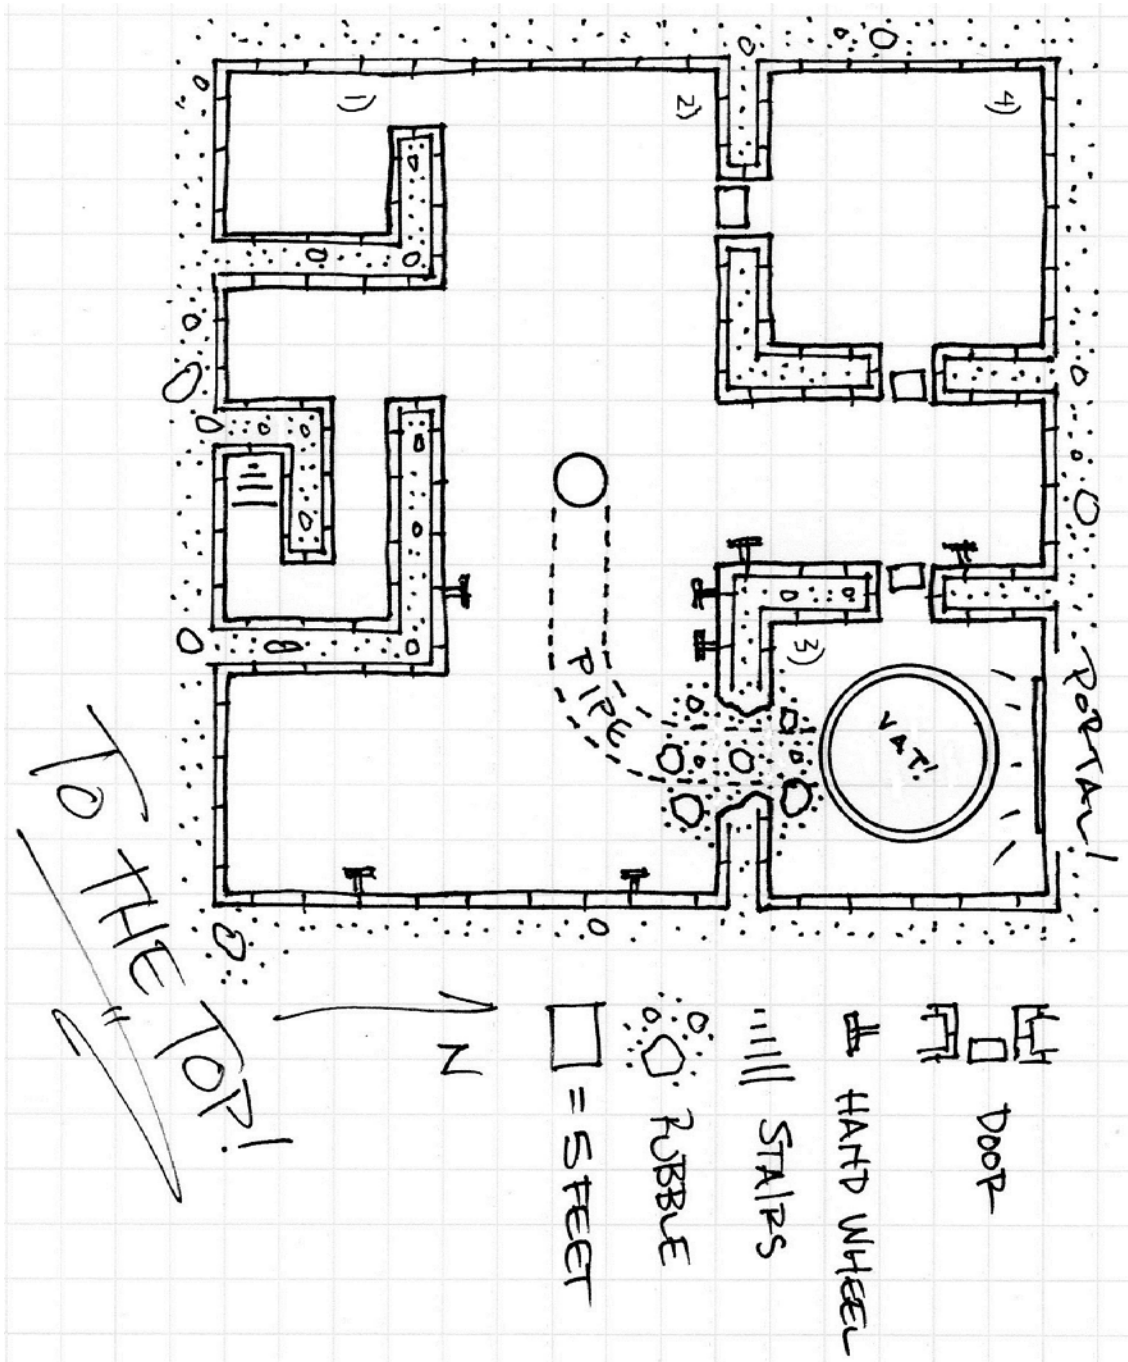 1)
2)
4)
3)
PIPE
VAT!
PORTAL!
DOOR
HAND WHEEL
STAIRS
RUBBLE
= 5 FEET
N
TO THE TOP!